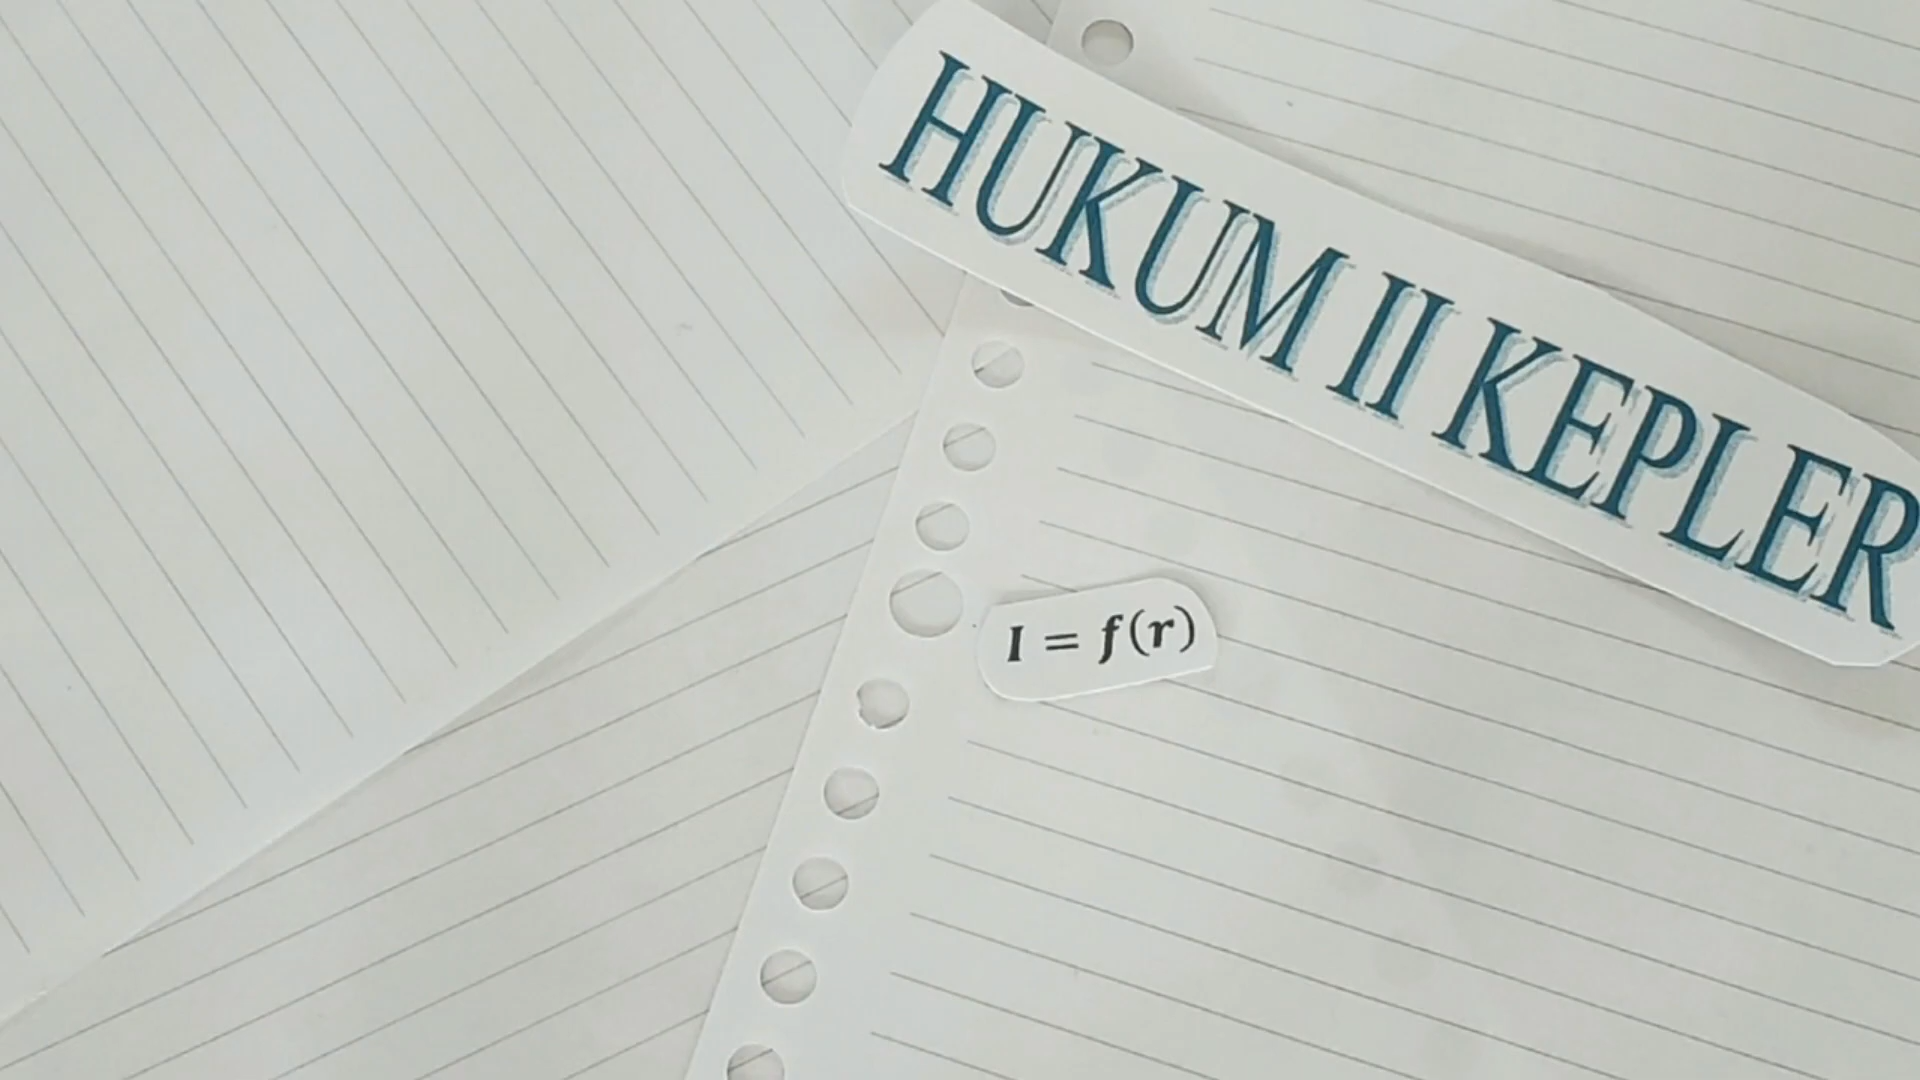 HUKUM II KEPLER
I = f(r)